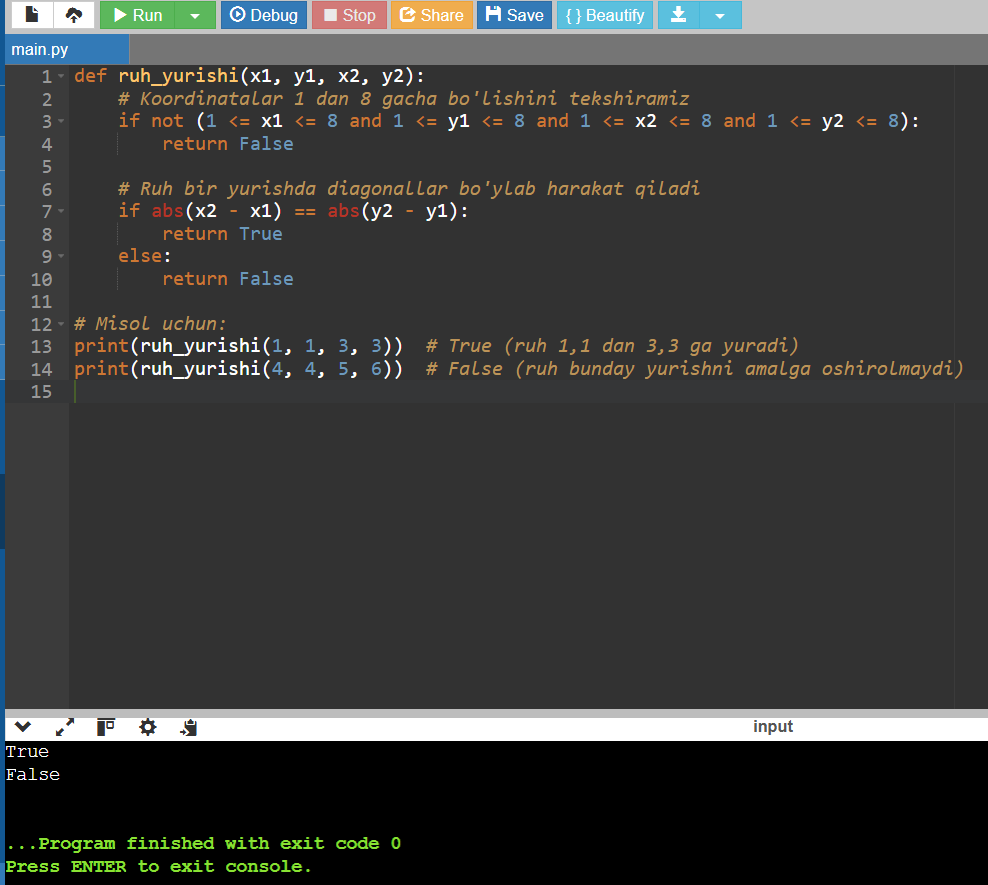 Run Debug Stop Share Save { } Beautify
main.py
1 def ruh_yurishi(x1, y1, x2, y2):
2     # Koordinatalar 1 dan 8 gacha bo'lishini tekshiramiz
3     if not (1 <= x1 <= 8 and 1 <= y1 <= 8 and 1 <= x2 <= 8 and 1 <= y2 <= 8):
4         return False
5
6     # Ruh bir yurishda diagonallar bo'ylab harakat qiladi
7     if abs(x2 - x1) == abs(y2 - y1):
8         return True
9     else:
10         return False
11
12 # Misol uchun:
13 print(ruh_yurishi(1, 1, 3, 3))  # True (ruh 1,1 dan 3,3 ga yuradi)
14 print(ruh_yurishi(4, 4, 5, 6))  # False (ruh bunday yurishni amalga oshirolmaydi)
15
input
True
False
...Program finished with exit code 0
Press ENTER to exit console.